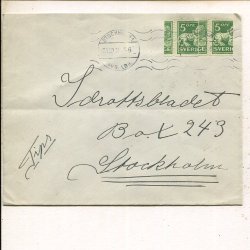 5 ÖRE 5 ÖRE
SVERIGE SVERIGE
Idrottsbladet
Box 243
Tips
Stockholm